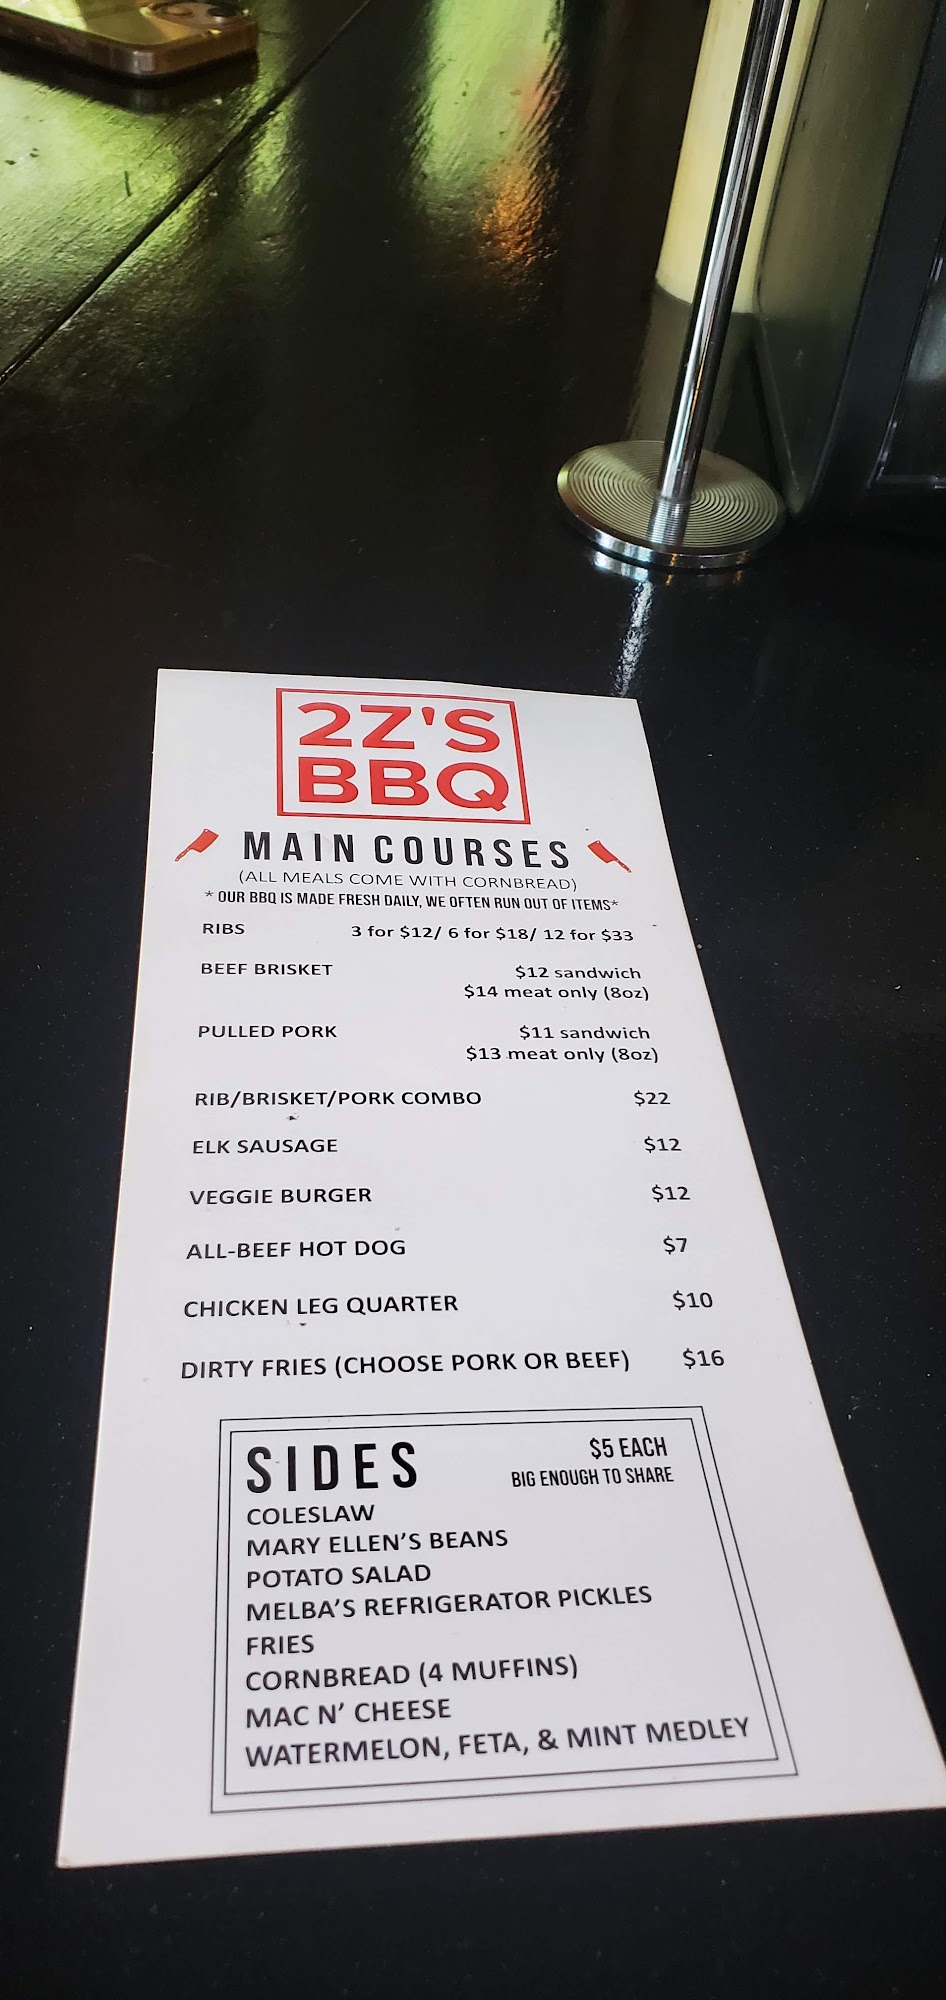 2Z'S
BBQ
MAIN COURSES
(ALL MEALS COME WITH CORNBREAD)
* OUR BBQ IS MADE FRESH DAILY, WE OFTEN RUN OUT OF ITEMS*
RIBS 3 for $12/ 6 for $18/ 12 for $33
BEEF BRISKET $12 sandwich
$14 meat only (8oz)
PULLED PORK $11 sandwich
$13 meat only (8oz)
RIB/BRISKET/PORK COMBO $22
ELK SAUSAGE $12
VEGGIE BURGER $12
ALL-BEEF HOT DOG $7
CHICKEN LEG QUARTER $10
DIRTY FRIES (CHOOSE PORK OR BEEF) $16
SIDES $5 EACH
BIG ENOUGH TO SHARE
COLESLAW
MARY ELLEN'S BEANS
POTATO SALAD
MELBA'S REFRIGERATOR PICKLES
FRIES
CORNBREAD (4 MUFFINS)
MAC N' CHEESE
WATERMELON, FETA, & MINT MEDLEY